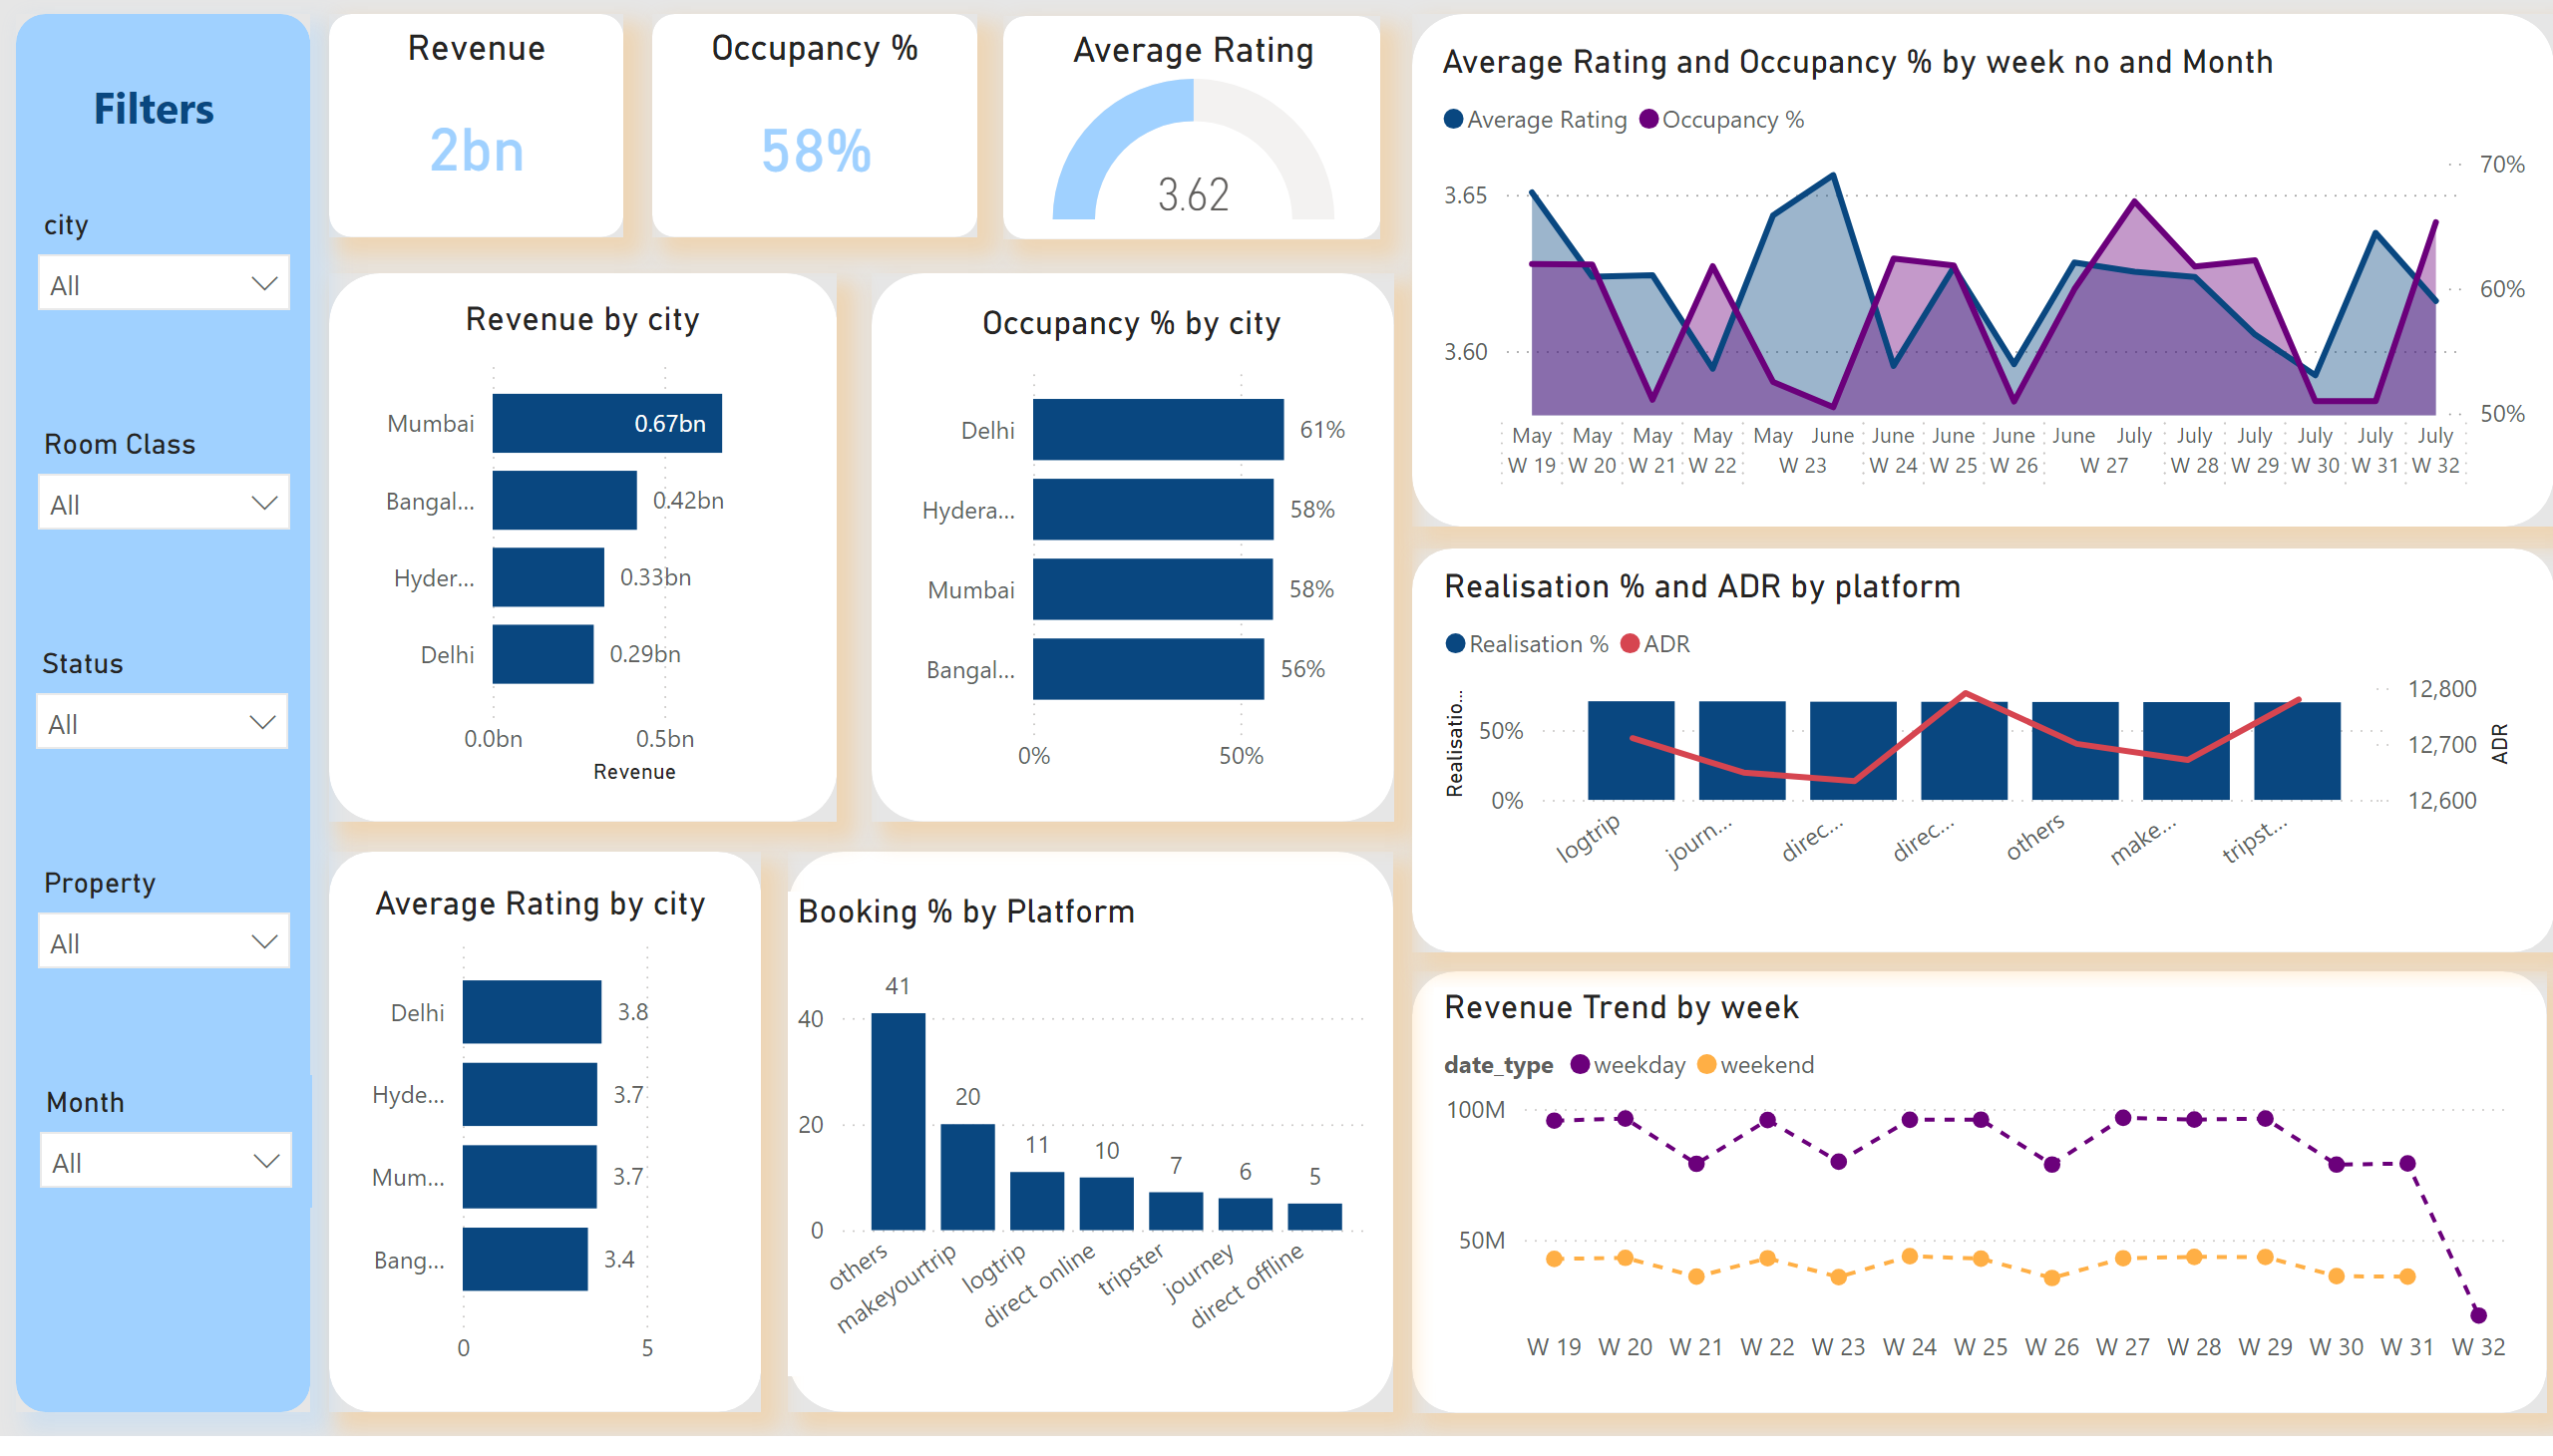 Filters
city
All
Room Class
All
Status
All
Property
All
Month
All
Revenue
2bn
Occupancy %
58%
Average Rating
3.62
Revenue by city
Mumbai 0.67bn
Bangal... 0.42bn
Hyder... 0.33bn
Delhi 0.29bn
0.0bn 0.5bn
Revenue
Occupancy % by city
Delhi 61%
Hydera... 58%
Mumbai 58%
Bangal... 56%
0% 50%
Average Rating by city
Delhi 3.8
Hyde... 3.7
Mum... 3.7
Bang... 3.4
0 5
Booking % by Platform
41
40
20
20
11 10 7 6 5
0
others makeyourtrip logtrip direct online tripster journey direct offline
Average Rating and Occupancy % by week no and Month
Average Rating Occupancy %
70%
3.65
60%
3.60
50%
May May May May May June June June June June July July July July July July
W 19 W 20 W 21 W 22 W 23 W 24 W 25 W 26 W 27 W 28 W 29 W 30 W 31 W 32
Realisation % and ADR by platform
Realisation % ADR
Realisatio...
12,800
50% 12,700
ADR
0% 12,600
logtrip journ... direc... direc... others make... tripst...
Revenue Trend by week
date_type weekday weekend
100M
50M
W 19 W 20 W 21 W 22 W 23 W 24 W 25 W 26 W 27 W 28 W 29 W 30 W 31 W 32